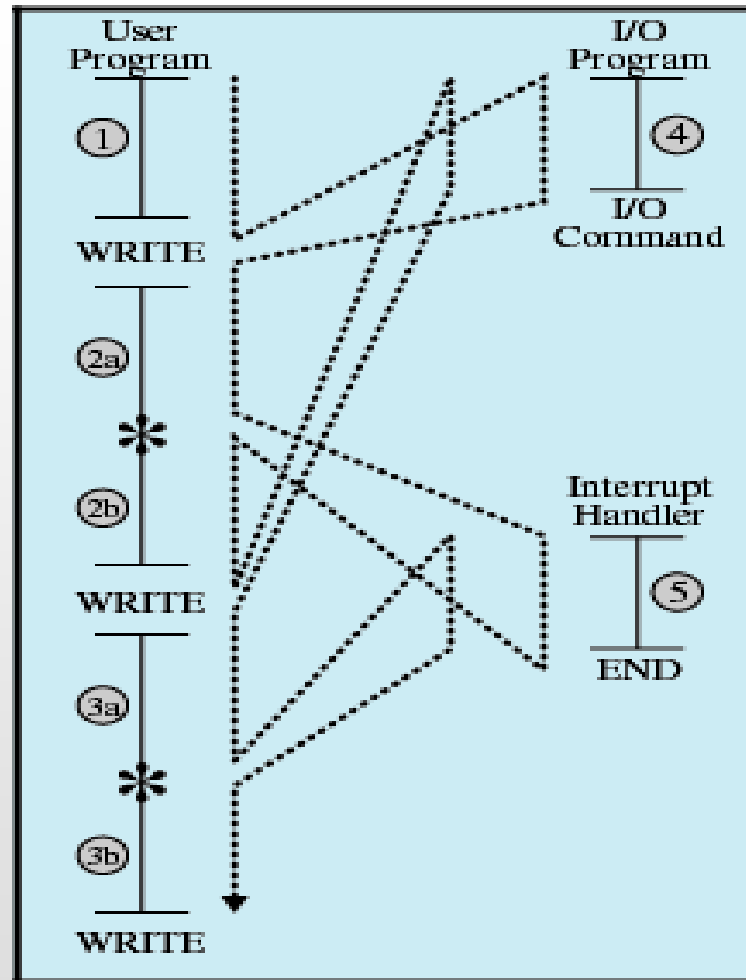 User
Program
1
WRITE
2a
*
2b
WRITE
3a
*
3b
WRITE
I/O
Program
4
I/O
Command
Interrupt
Handler
5
END